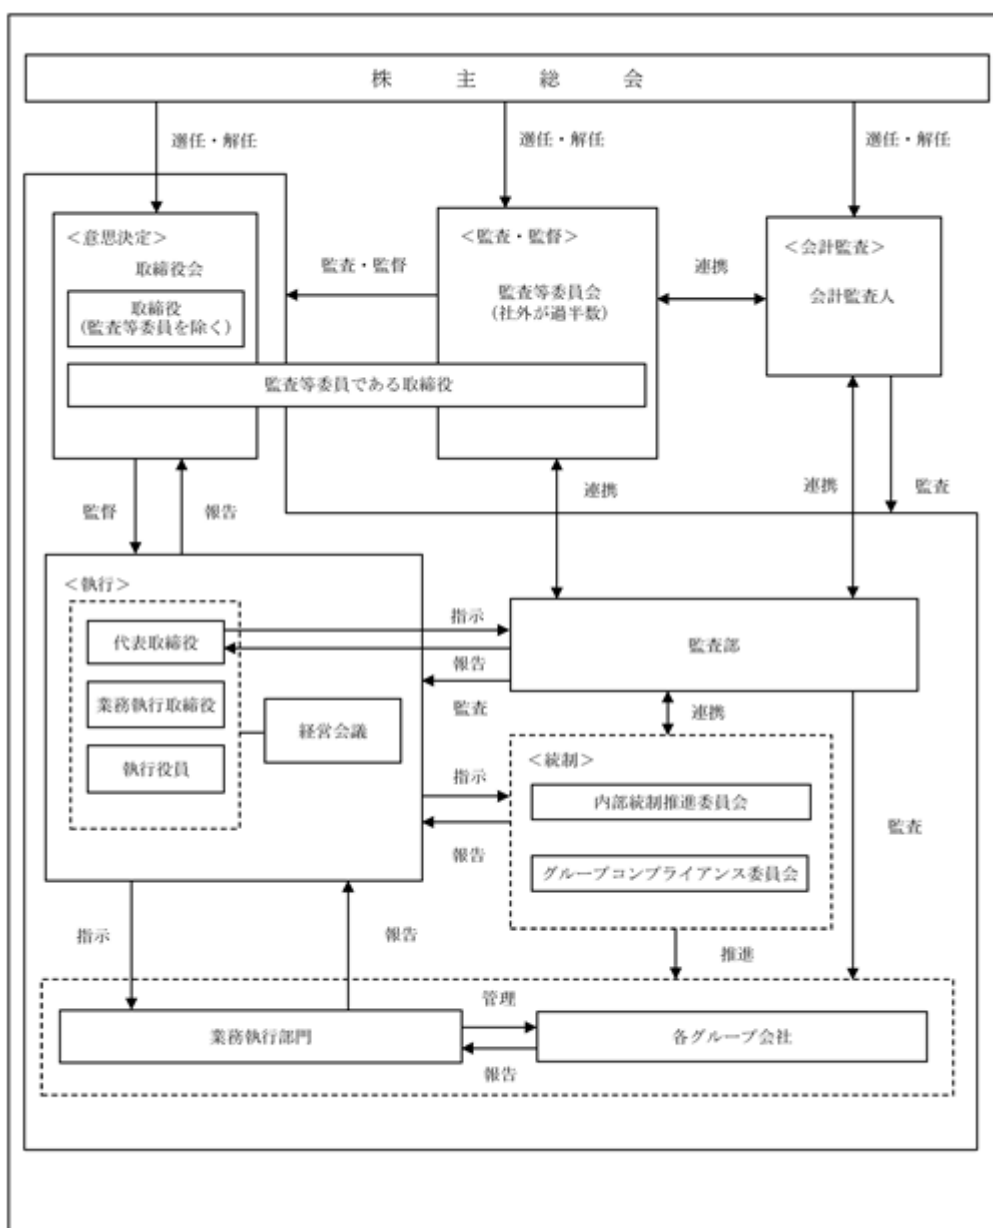 株主総会
選任・解任
選任・解任
選任・解任
＜意思決定＞
取締役会
取締役
（監査等委員を除く）
監査・監督
＜監査・監督＞
監査等委員会
（社外が過半数）
連携
＜会計監査＞
会計監査人
監査等委員である取締役
監督
報告
連携
連携
監査
＜執行＞
代表取締役
業務執行取締役
執行役員
経営会議
指示
報告
監査
監査部
連携
指示
報告
＜統制＞
内部統制推進委員会
グループコンプライアンス委員会
監査
指示
報告
推進
管理
業務執行部門
各グループ会社
報告